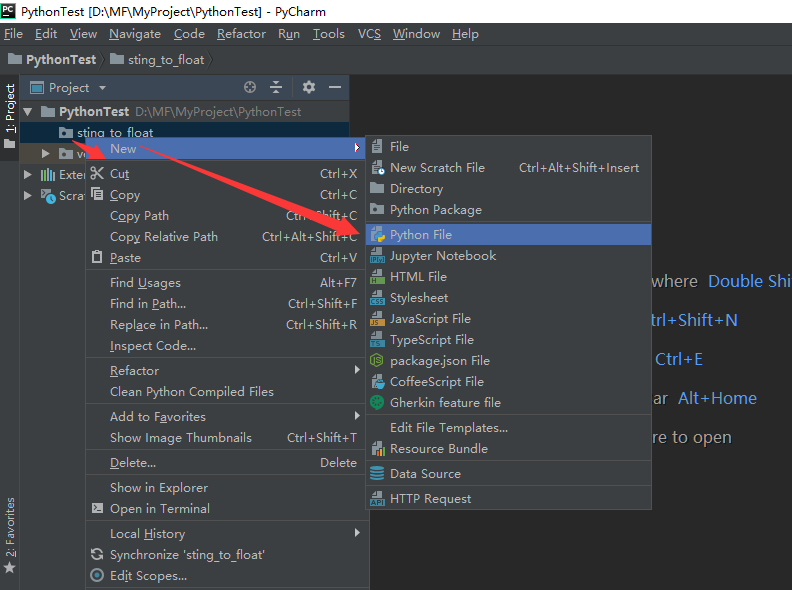 PC PythonTest [D:\MF\MyProject\PythonTest] - PyCharm
File Edit View Navigate Code Refactor Run Tools VCS Window Help
PythonTest sting_to_float
1: Project
Project
PythonTest D:\MF\MyProject\PythonTest
sting_to_float
New
Cut Ctrl+X
Copy Ctrl+C
Copy Path Ctrl+Shift+C
Copy Relative Path Ctrl+Alt+Shift+C
Paste Ctrl+V
Find Usages Alt+F7
Find in Path... Ctrl+Shift+F
Replace in Path... Ctrl+Shift+R
Inspect Code...
Refactor
Clean Python Compiled Files
Add to Favorites
Show Image Thumbnails Ctrl+Shift+T
Delete... Delete
Show in Explorer
Open in Terminal
Local History
Synchronize 'sting_to_float'
Edit Scopes...
File
New Scratch File Ctrl+Alt+Shift+Insert
Directory
Python Package
Python File
Jupyter Notebook
HTML File
Stylesheet
JavaScript File
TypeScript File
package.json File
CoffeeScript File
Gherkin feature file
Edit File Templates...
Resource Bundle
Data Source
HTTP Request
where Double Shi
trl+Shift+N
Ctrl+E
ar Alt+Home
re to open
Exter
Scra
2: Favorites